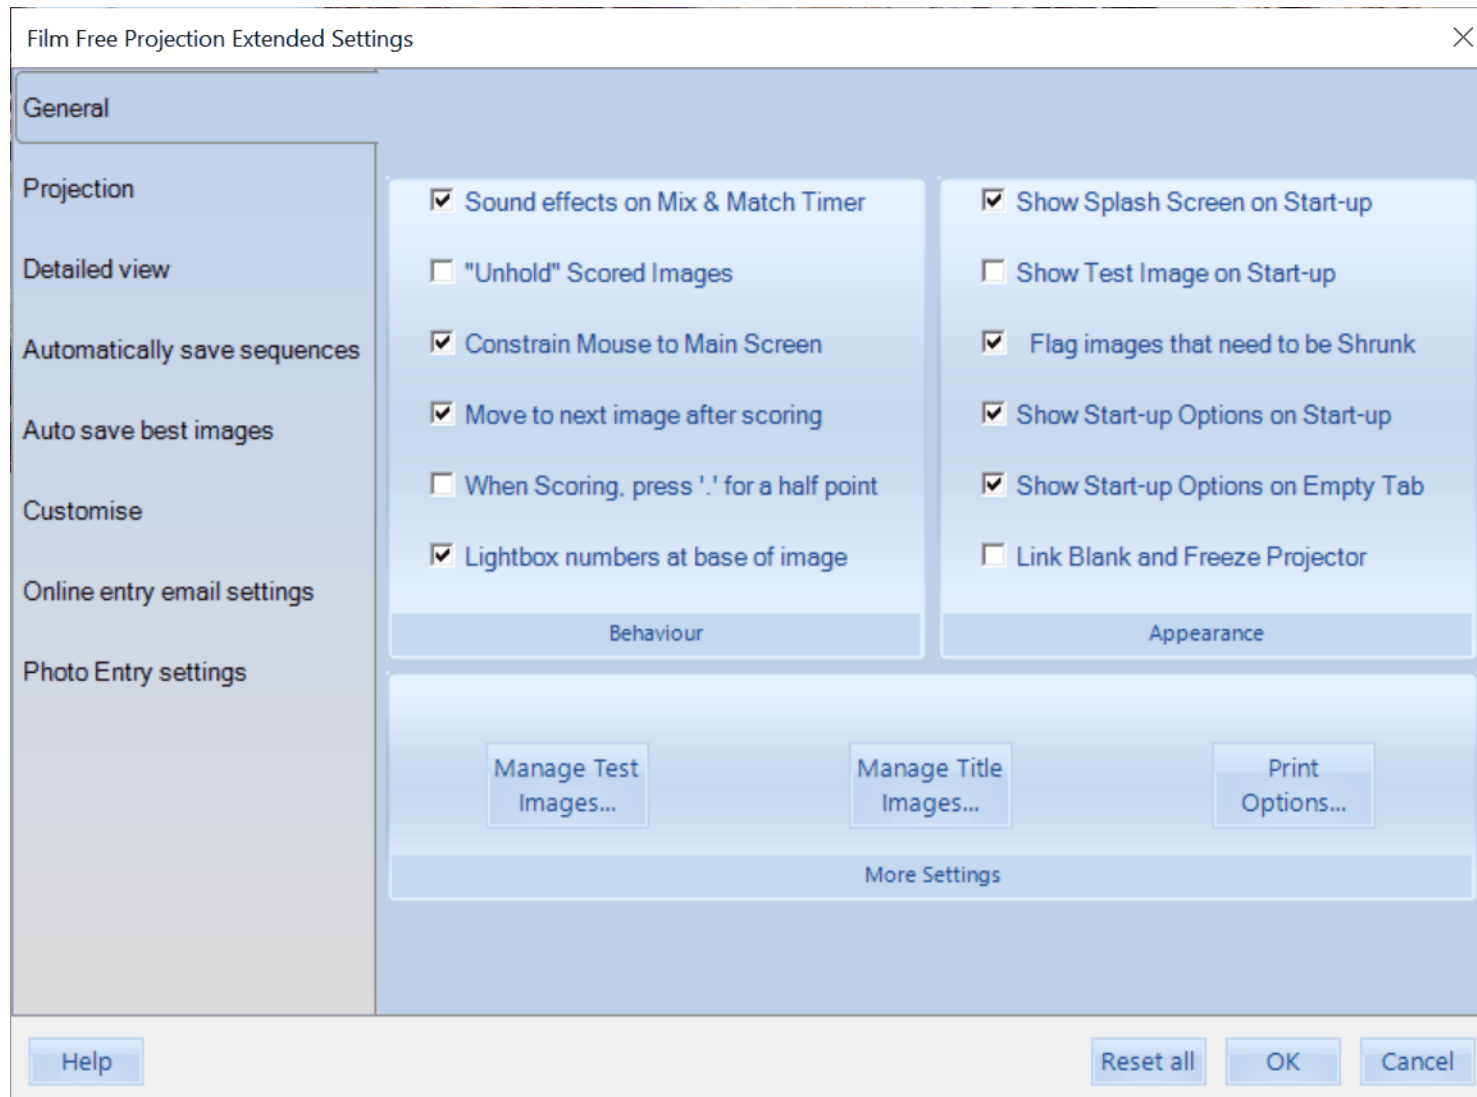 Film Free Projection Extended Settings
General
Projection
Detailed view
Automatically save sequences
Auto save best images
Customise
Online entry email settings
Photo Entry settings
Sound effects on Mix & Match Timer
"Unhold" Scored Images
Constrain Mouse to Main Screen
Move to next image after scoring
When Scoring, press '.' for a half point
Lightbox numbers at base of image
Behaviour
Show Splash Screen on Start-up
Show Test Image on Start-up
Flag images that need to be Shrunk
Show Start-up Options on Start-up
Show Start-up Options on Empty Tab
Link Blank and Freeze Projector
Appearance
Manage Test
Images...
Manage Title
Images...
Print
Options...
More Settings
Help
Reset all
OK
Cancel